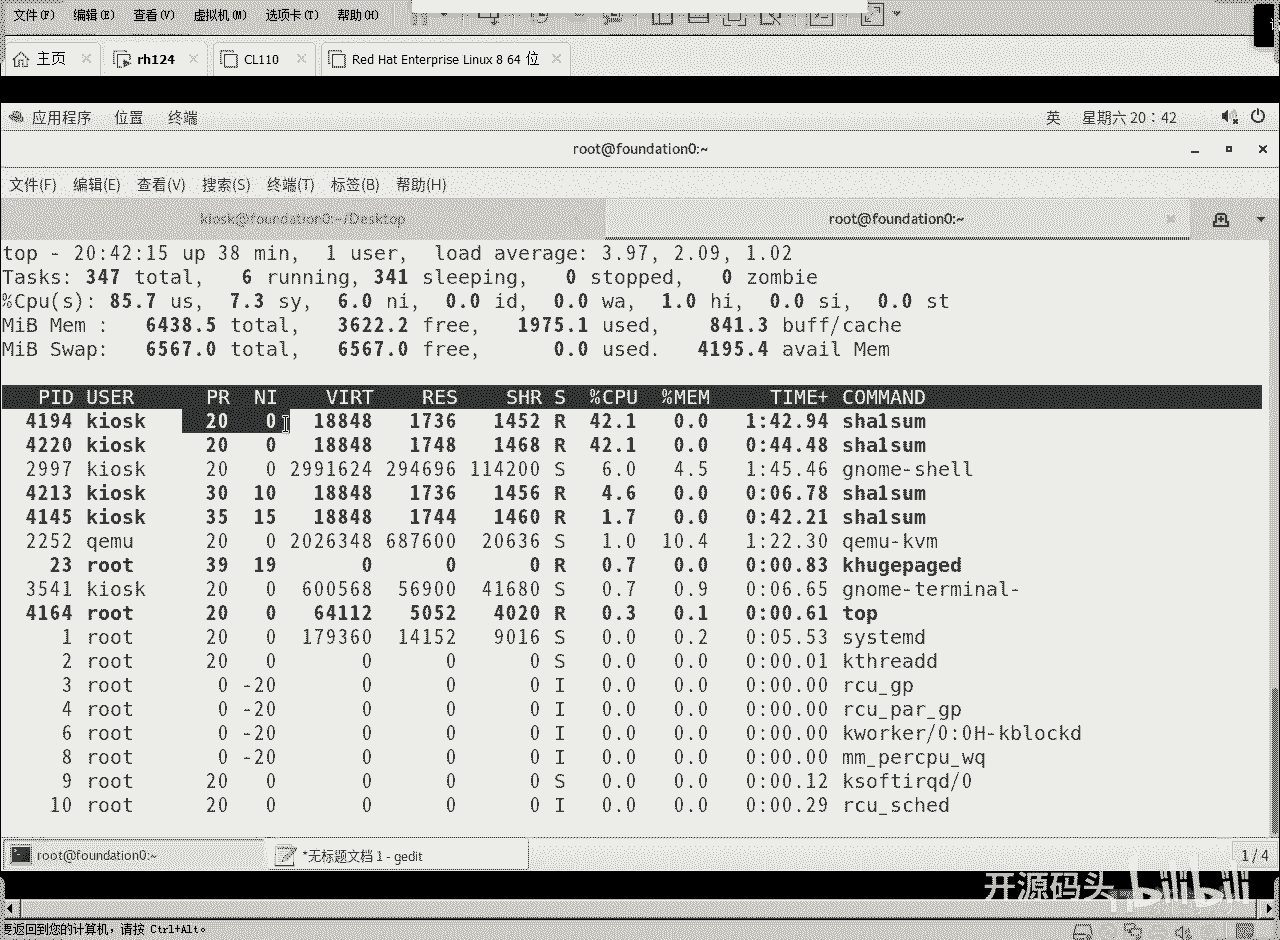 文件(F) 编辑(E) 查看(V) 虚拟机(M) 选项卡(T) 帮助(H)
主页 × rh124 × CL110 × Red Hat Enterprise Linux 8 64 位 ×
应用程序 位置 终端 英 星期六 20：42
root@foundation0:~
文件(F) 编辑(E) 查看(V) 搜索(S) 终端(T) 标签(B) 帮助(H)
kiosk@foundation0:~/Desktop root@foundation0:~ ×
top - 20:42:15 up 38 min, 1 user, load average: 3.97, 2.09, 1.02
Tasks: 347 total, 6 running, 341 sleeping, 0 stopped, 0 zombie
%Cpu(s): 85.7 us, 7.3 sy, 6.0 ni, 0.0 id, 0.0 wa, 1.0 hi, 0.0 si, 0.0 st
MiB Mem : 6438.5 total, 3622.2 free, 1975.1 used, 841.3 buff/cache
MiB Swap: 6567.0 total, 6567.0 free, 0.0 used. 4195.4 avail Mem
PID USER PR NI VIRT RES SHR S %CPU %MEM TIME+ COMMAND
4194 kiosk 20 0 18848 1736 1452 R 42.1 0.0 1:42.94 sha1sum
4220 kiosk 20 0 18848 1748 1468 R 42.1 0.0 0:44.48 sha1sum
2997 kiosk 20 0 2991624 294696 114200 S 6.0 4.5 1:45.46 gnome-shell
4213 kiosk 30 10 18848 1736 1456 R 4.6 0.0 0:06.78 sha1sum
4145 kiosk 35 15 18848 1744 1460 R 1.7 0.0 0:42.21 sha1sum
2252 qemu 20 0 2026348 687600 20636 S 1.0 10.4 1:22.30 qemu-kvm
23 root 39 19 0 0 0 R 0.7 0.0 0:00.83 khugepaged
3541 kiosk 20 0 600568 56900 41680 S 0.7 0.9 0:06.65 gnome-terminal-
4164 root 20 0 64112 5052 4020 R 0.3 0.1 0:00.61 top
1 root 20 0 179360 14152 9016 S 0.0 0.2 0:05.53 systemd
2 root 20 0 0 0 0 S 0.0 0.0 0:00.01 kthreadd
3 root 0 -20 0 0 0 I 0.0 0.0 0:00.00 rcu_gp
4 root 0 -20 0 0 0 I 0.0 0.0 0:00.00 rcu_par_gp
6 root 0 -20 0 0 0 I 0.0 0.0 0:00.00 kworker/0:0H-kblockd
8 root 0 -20 0 0 0 I 0.0 0.0 0:00.00 mm_percpu_wq
9 root 20 0 0 0 0 S 0.0 0.0 0:00.12 ksoftirqd/0
10 root 20 0 0 0 0 I 0.0 0.0 0:00.29 rcu_sched
root@foundation0:~ *无标题文档 1 - gedit 1 / 4
开源码头 bilibili
要返回到您的计算机，请按 Ctrl+Alt。